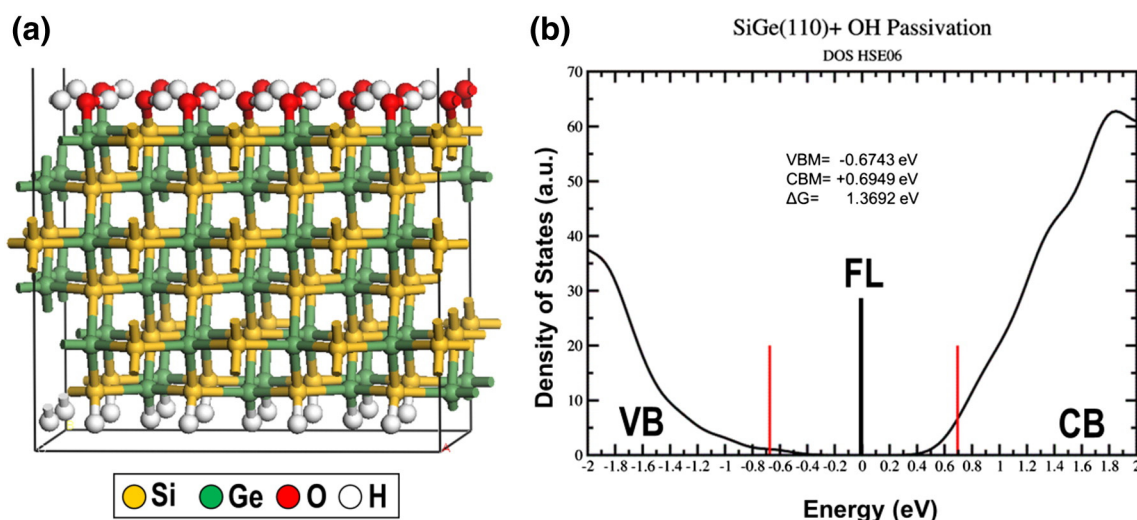 (a)
Si Ge O H
(b)
SiGe(110)+ OH Passivation
DOS HSE06
Density of States (a.u.)
70
60
50
40
30
20
10
0
VBM= -0.6743 eV
CBM= +0.6949 eV
ΔG= 1.3692 eV
FL
VB
CB
-2 -1.8 -1.6 -1.4 -1.2 -1 -0.8 -0.6 -0.4 -0.2 0 0.2 0.4 0.6 0.8 1 1.2 1.4 1.6 1.8 2
Energy (eV)